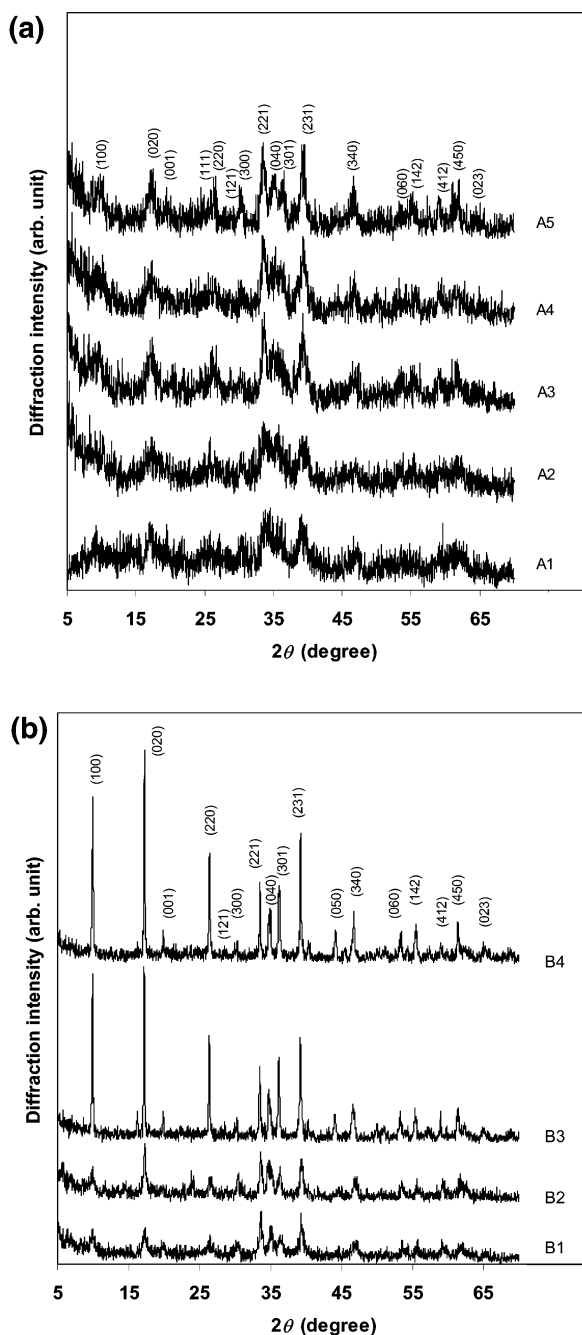 (a)
(100)
(020)
(001)
(111)
(220)
(121)
(300)
(221)
(040)
(301)
(231)
(340)
(060)
(142)
(412)
(450)
(023)
A5
A4
A3
A2
A1
Diffraction intensity (arb. unit)
5 15 25 35 45 55 65
2θ (degree)
(b)
(100)
(020)
(001)
(220)
(121)
(300)
(221)
(040)
(301)
(231)
(050)
(340)
(060)
(142)
(412)
(450)
(023)
B4
B3
B2
B1
Diffraction intensity (arb. unit)
5 15 25 35 45 55 65
2θ (degree)